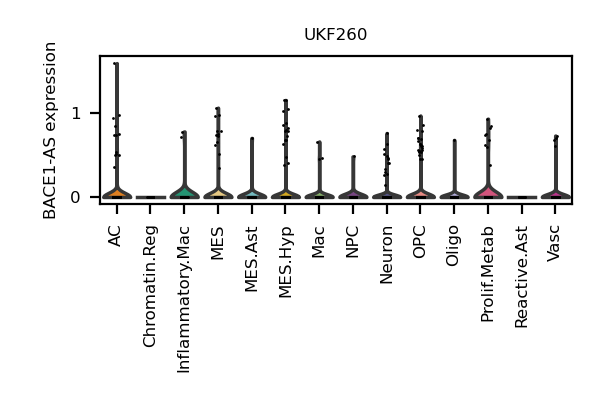 UKF260
BACE1-AS expression
1
0
AC
Chromatin.Reg
Inflammatory.Mac
MES
MES.Ast
MES.Hyp
Mac
NPC
Neuron
OPC
Oligo
Prolif.Metab
Reactive.Ast
Vasc